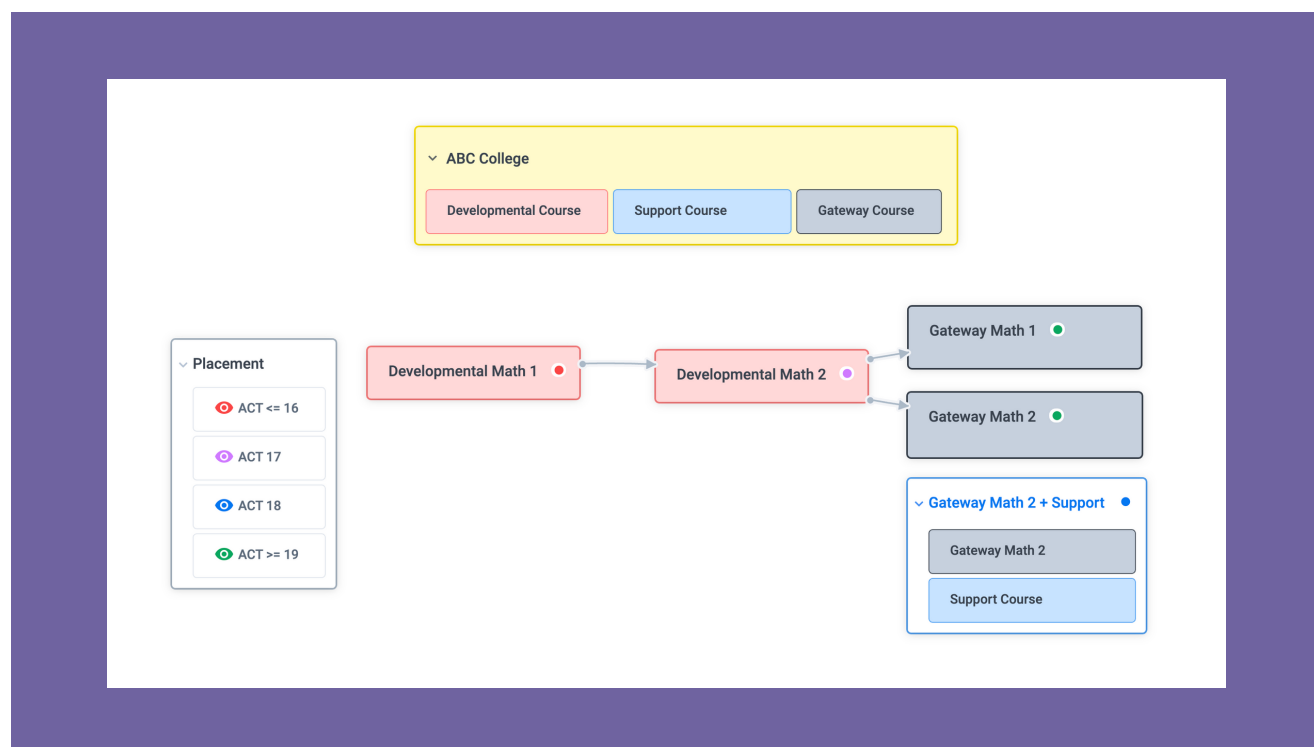 ABC College
Developmental Course
Support Course
Gateway Course
Placement
ACT <= 16
ACT 17
ACT 18
ACT >= 19
Developmental Math 1
Developmental Math 2
Gateway Math 1
Gateway Math 2
Gateway Math 2 + Support
Gateway Math 2
Support Course